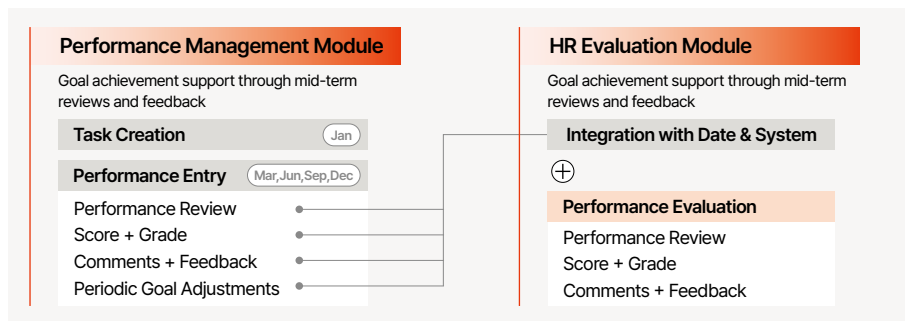 Performance Management Module
Goal achievement support through mid-term
reviews and feedback
Task Creation
Jan
Performance Entry
Mar,Jun,Sep,Dec
Performance Review
Score + Grade
Comments + Feedback
Periodic Goal Adjustments
HR Evaluation Module
Goal achievement support through mid-term
reviews and feedback
Integration with Date & System
Performance Evaluation
Performance Review
Score + Grade
Comments + Feedback